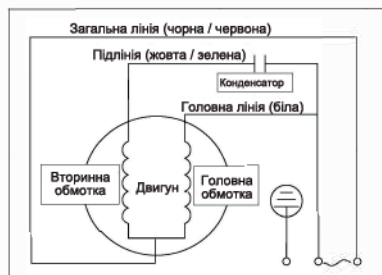 Загальна лінія (чорна / червона)
Підлінія (жовта / зелена)
Конденсатор
Головна лінія (біла)
Вторинна
обмотка
Двигун
Головна
обмотка